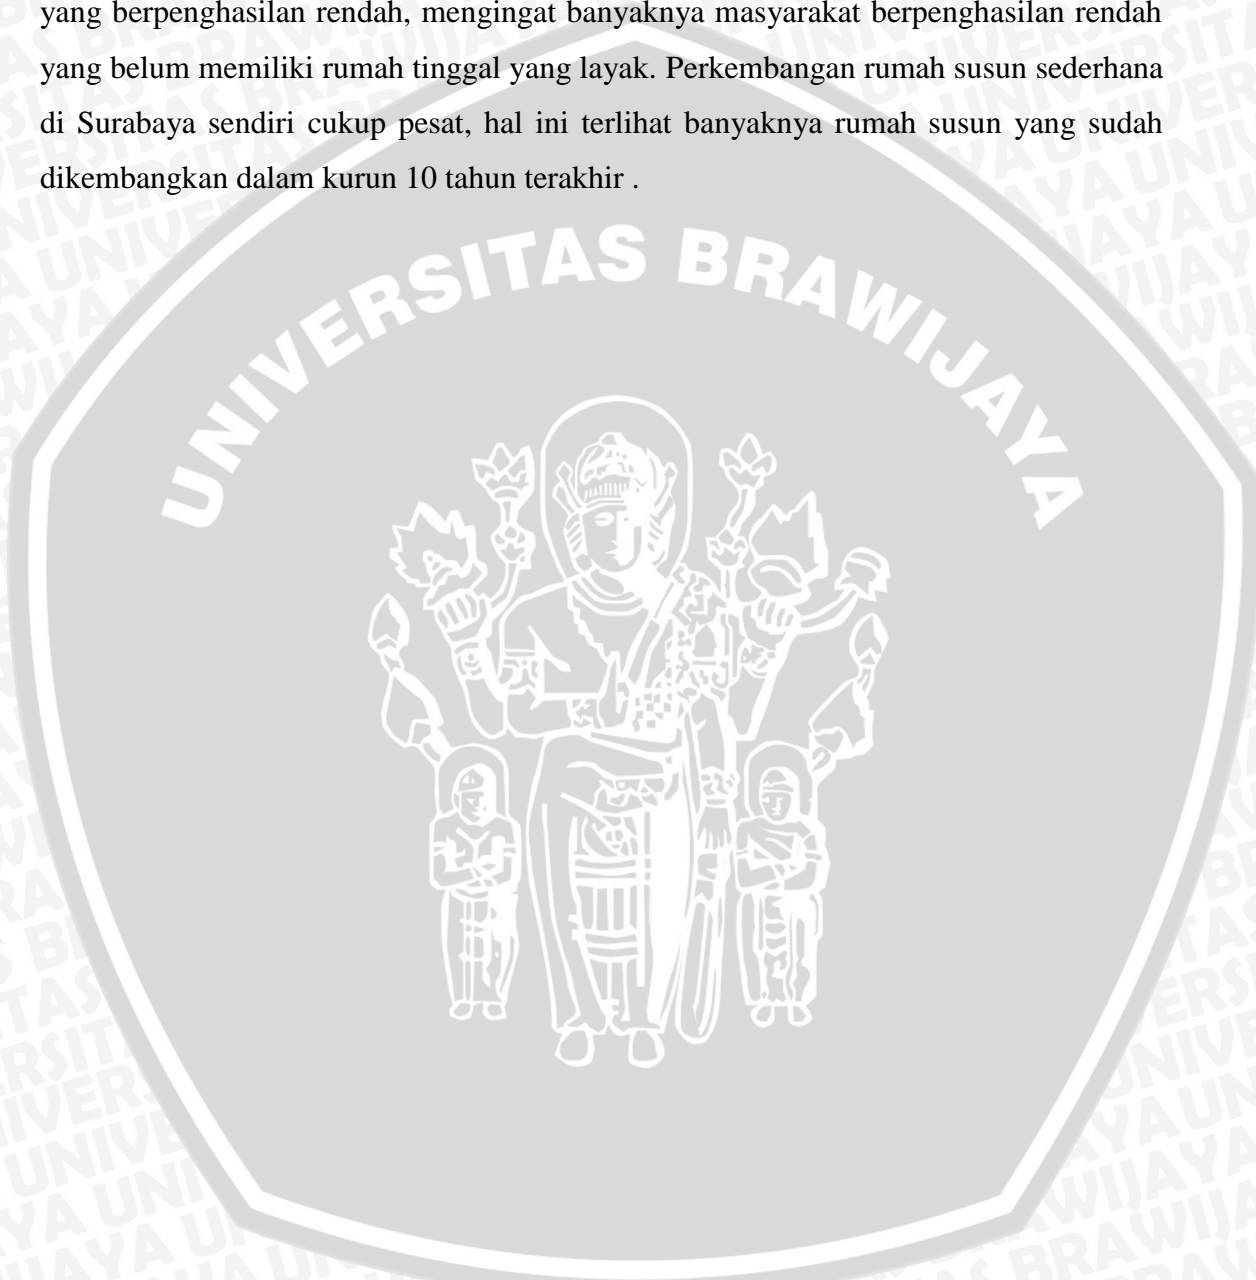 yang berpenghasilan rendah, mengingat banyaknya masyarakat berpenghasilan rendah
yang belum memiliki rumah tinggal yang layak. Perkembangan rumah susun sederhana
di Surabaya sendiri cukup pesat, hal ini terlihat banyaknya rumah susun yang sudah
dikembangkan dalam kurun 10 tahun terakhir .
UNIVERSITAS BRAWIJAYA